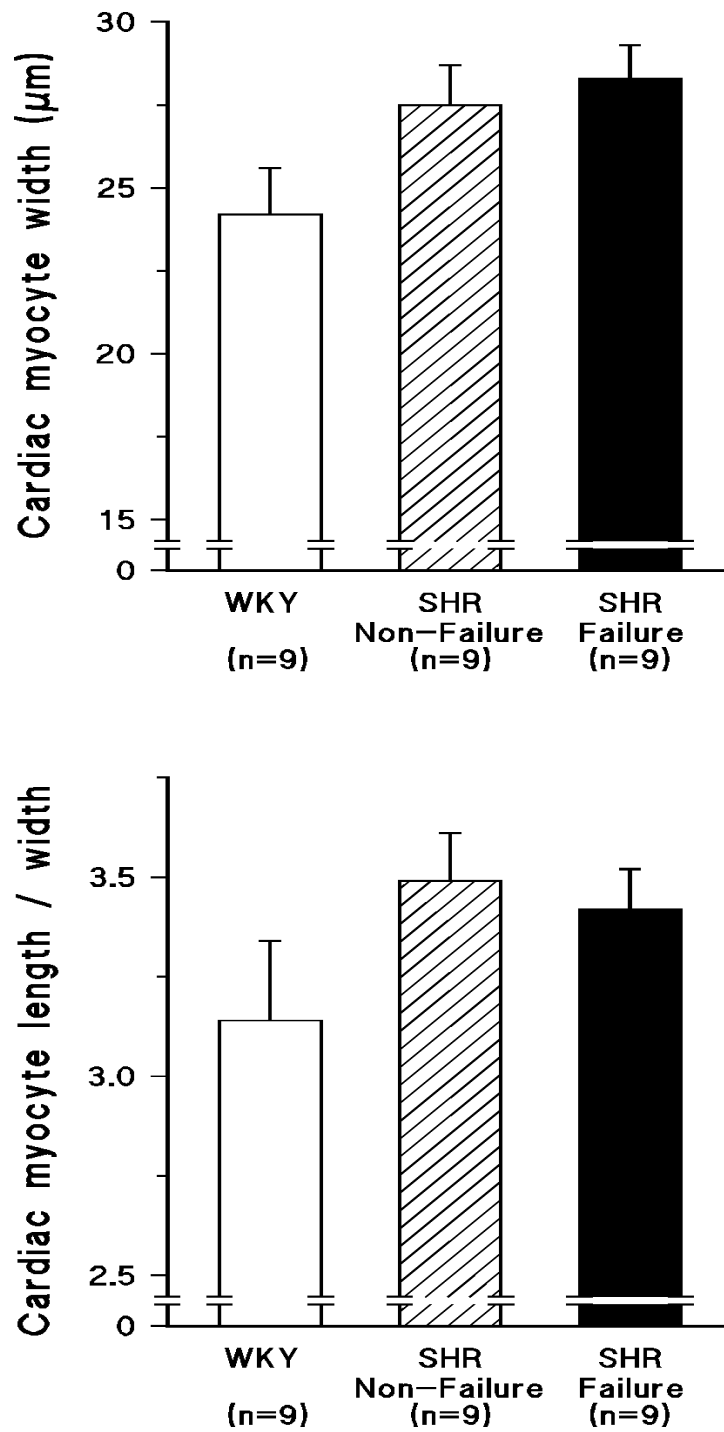 Cardiac myocyte width (μm)
30
25
20
15
0
WKY
(n=9)
SHR
Non-Failure
(n=9)
SHR
Failure
(n=9)
Cardiac myocyte length / width
3.5
3.0
2.5
0
WKY
(n=9)
SHR
Non-Failure
(n=9)
SHR
Failure
(n=9)